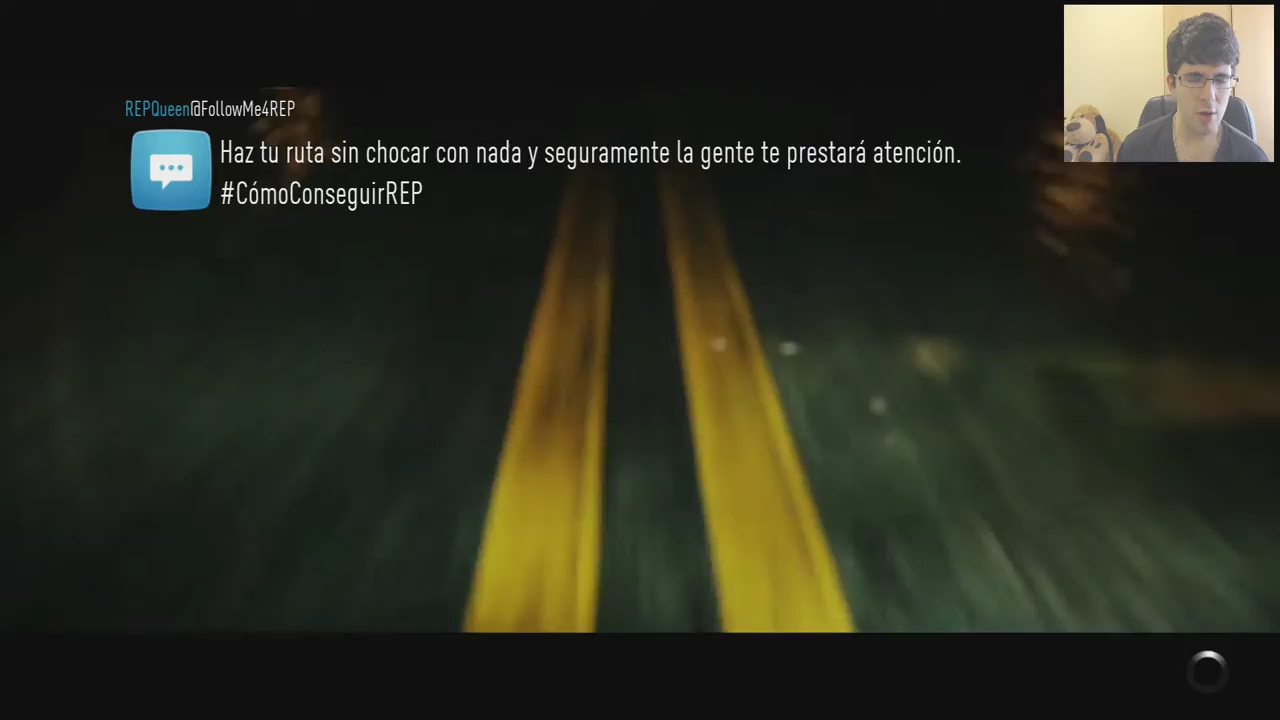 REPQueen@FollowMe4REP
Haz tu ruta sin chocar con nada y seguramente la gente te prestará atención.
#CómoConseguirREP